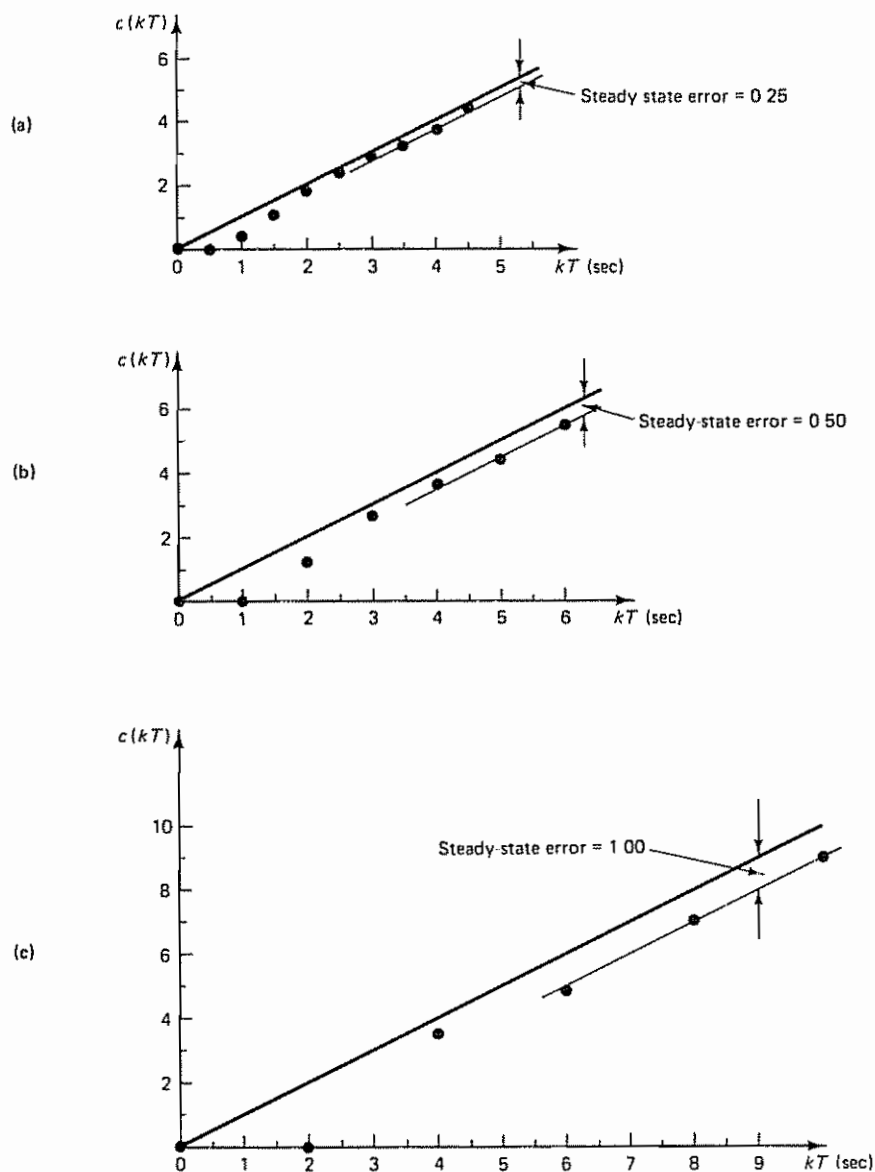 c(kT)
6
4
2
0
1
2
3
4
5
kT (sec)
Steady state error = 0 25
(a)
c(kT)
6
4
2
0
1
2
3
4
5
6
kT (sec)
Steady-state error = 0 50
(b)
c(kT)
10
8
6
4
2
0
1
2
3
4
5
6
7
8
9
kT (sec)
Steady-state error = 1 00
(c)